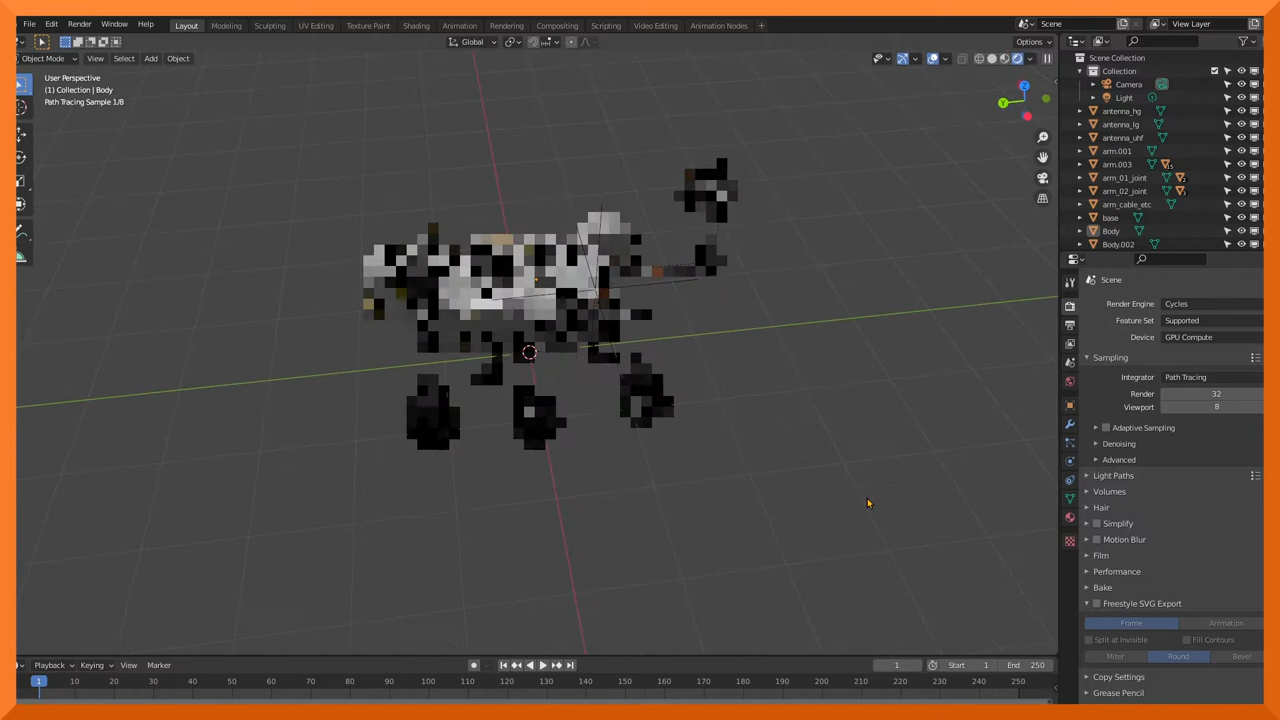 File Edit Render Window Help Layout Modeling Sculpting UV Editing Texture Paint Shading Animation Rendering Compositing Scripting Video Editing Animation Nodes + Scene View Layer
Global Options
Object Mode View Select Add Object
User Perspective
(1) Collection | Body
Path Tracing Sample 1/8
Z
Y
Scene Collection
Collection
Camera
Light
antenna_hg
antenna_lg
antenna_uhf
arm.001
arm.003 15
arm_01_joint
arm_02_joint
arm_cable_etc
base
Body
Body.002
Scene
Render Engine Cycles
Feature Set Supported
Device GPU Compute
Sampling
Integrator Path Tracing
Render 32
Viewport 8
Adaptive Sampling
Denoising
Advanced
Light Paths
Volumes
Hair
Simplify
Motion Blur
Film
Performance
Bake
Freestyle SVG Export
Frame Animation
Split at Invisible Fill Contours
Miter Round Bevel
Copy Settings
Grease Pencil
Playback Keying View Marker 1 Start 1 End 250
1 10 20 30 40 50 60 70 80 90 100 110 120 130 140 150 160 170 180 190 200 210 220 230 240 250